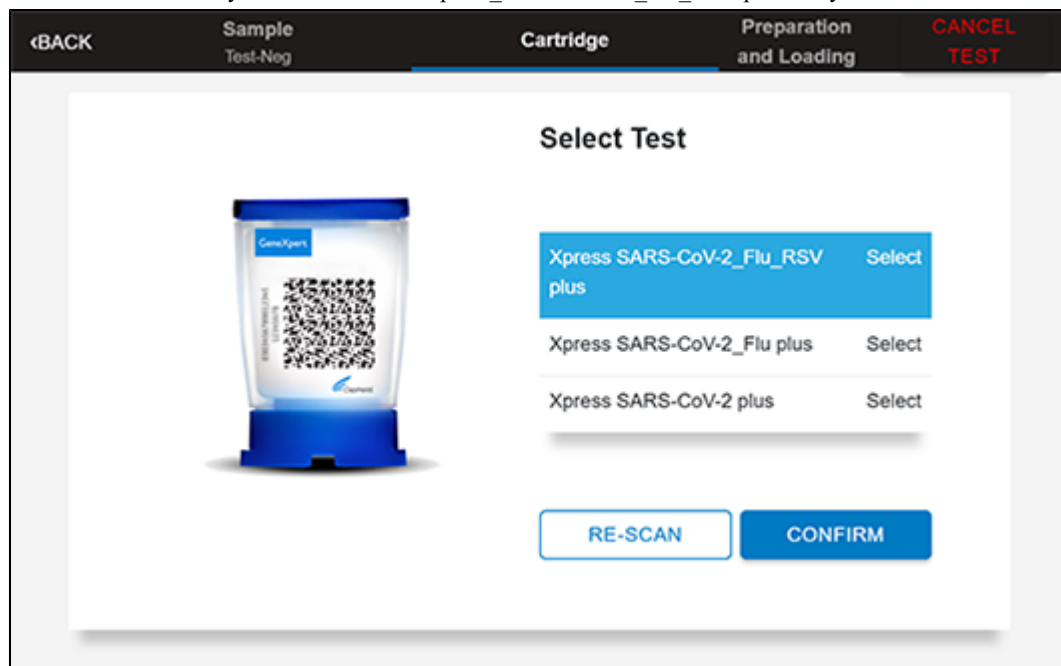 ‹BACK
Sample
Test-Neg
Cartridge
Preparation
and Loading
CANCEL
TEST
Select Test
GeneXpert
Cepheid
Xpress SARS-CoV-2_Flu_RSV plus Select
Xpress SARS-CoV-2_Flu plus Select
Xpress SARS-CoV-2 plus Select
RE-SCAN
CONFIRM